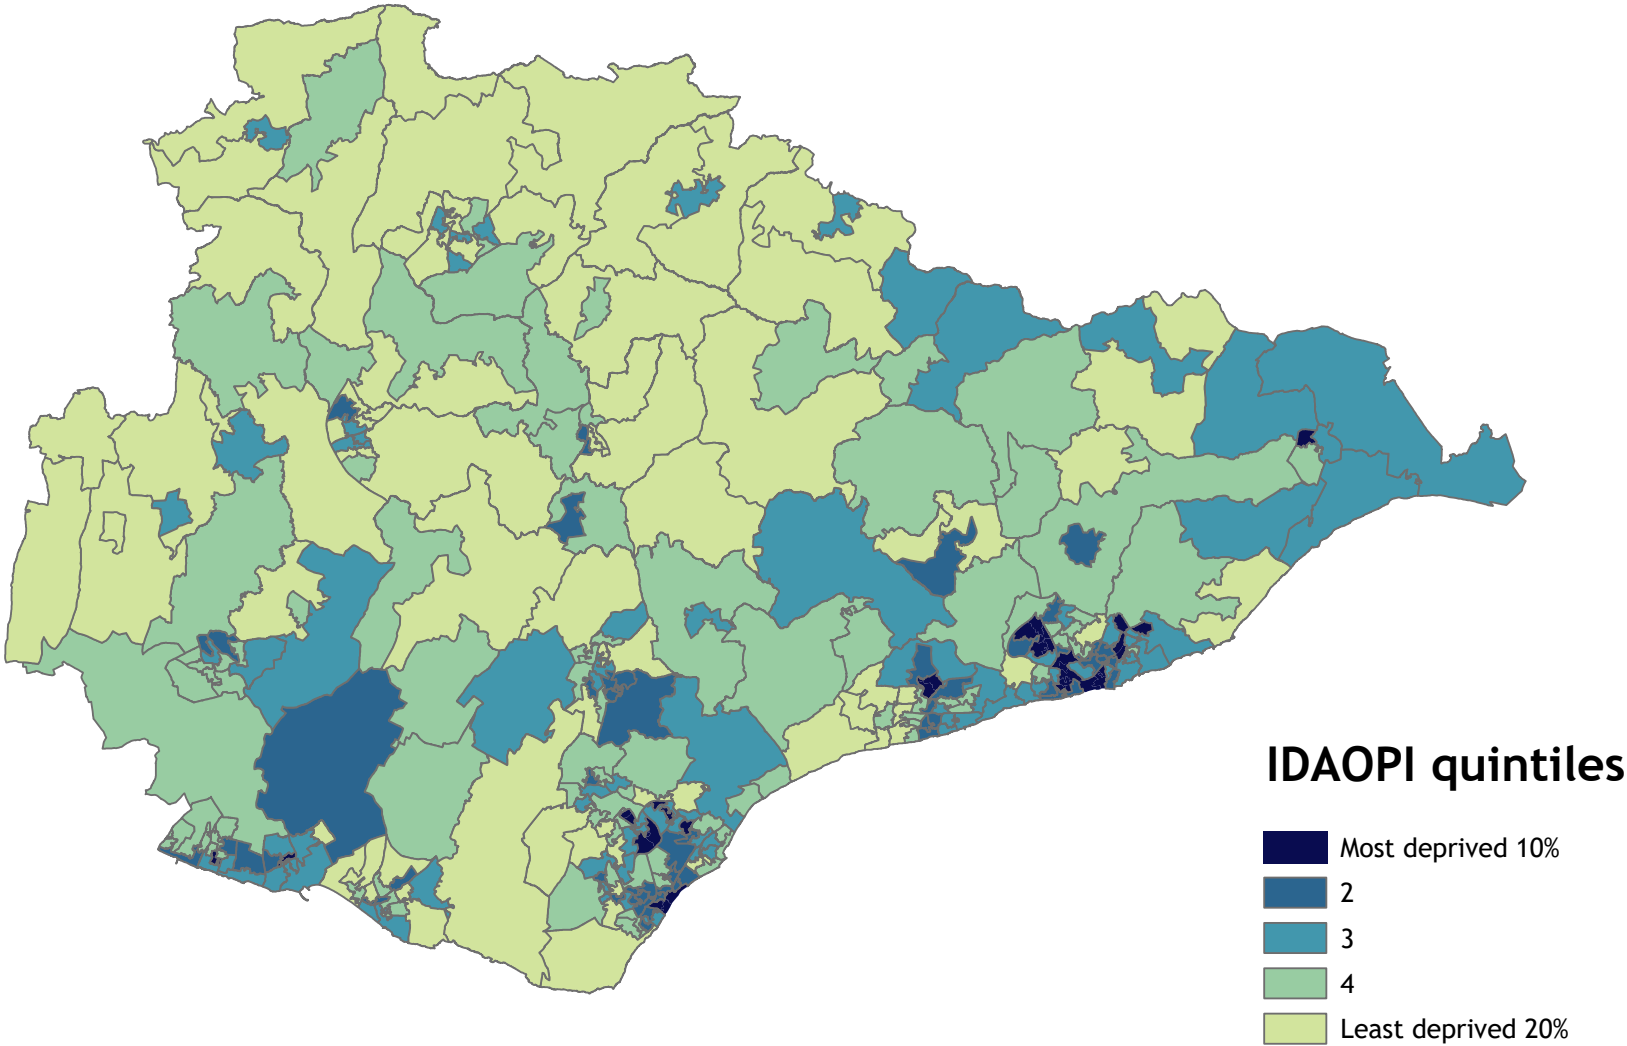 IDAOPI quintiles
Most deprived 10%
2
3
4
Least deprived 20%